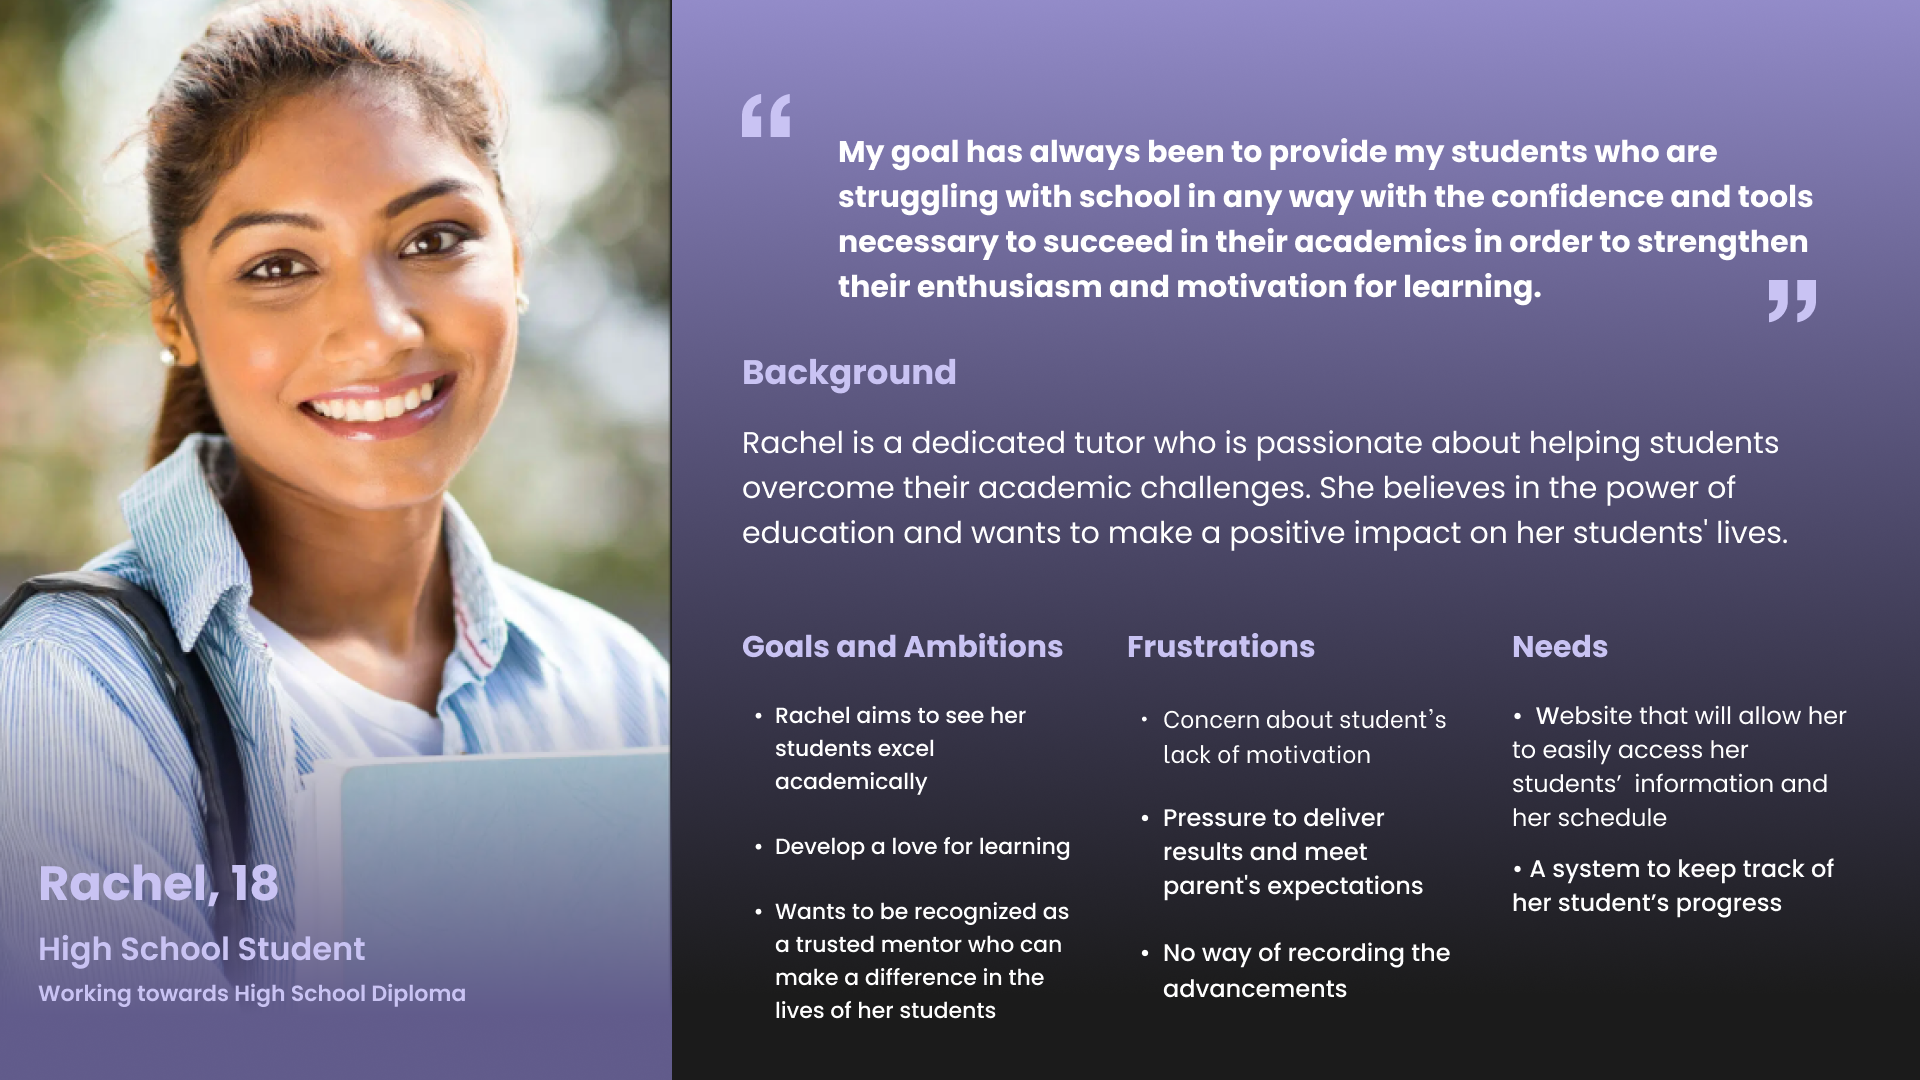 “
My goal has always been to provide my students who are
struggling with school in any way with the confidence and tools
necessary to succeed in their academics in order to strengthen
their enthusiasm and motivation for learning.
”
Background
Rachel is a dedicated tutor who is passionate about helping students
overcome their academic challenges. She believes in the power of
education and wants to make a positive impact on her students' lives.
Goals and Ambitions
• Rachel aims to see her
students excel
academically
• Develop a love for learning
• Wants to be recognized as
a trusted mentor who can
make a difference in the
lives of her students
Frustrations
• Concern about student’s
lack of motivation
• Pressure to deliver
results and meet
parent's expectations
• No way of recording the
advancements
Needs
• Website that will allow her
to easily access her
students’ information and
her schedule
• A system to keep track of
her student’s progress
Rachel, 18
High School Student
Working towards High School Diploma